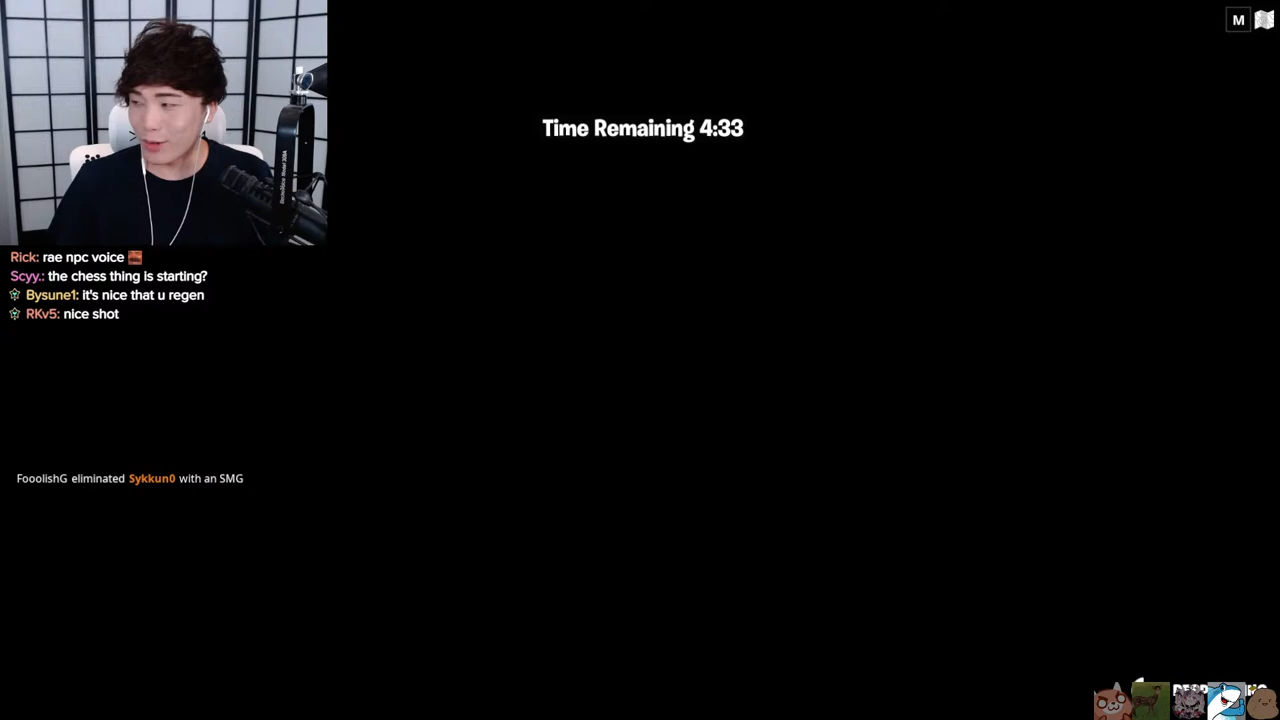 M
Time Remaining 4:33
Rick: rae npc voice
Scyy.: the chess thing is starting?
Bysune1: it's nice that u regen
RKv5: nice shot
FooolishG eliminated Sykkun0 with an SMG